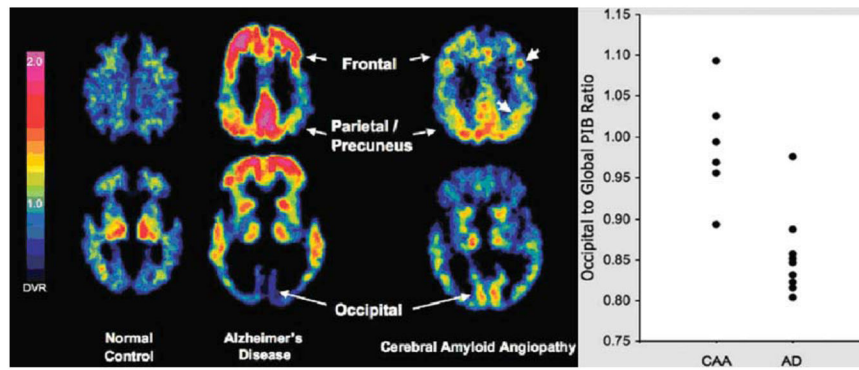 2.0
1.0
DVR
Frontal
Parietal /
Precuneus
Occipital
Normal
Control
Alzheimer's
Disease
Cerebral Amyloid Angiopathy
Occipital to Global PIB Ratio
1.15
1.10
1.05
1.00
0.95
0.90
0.85
0.80
0.75
CAA
AD